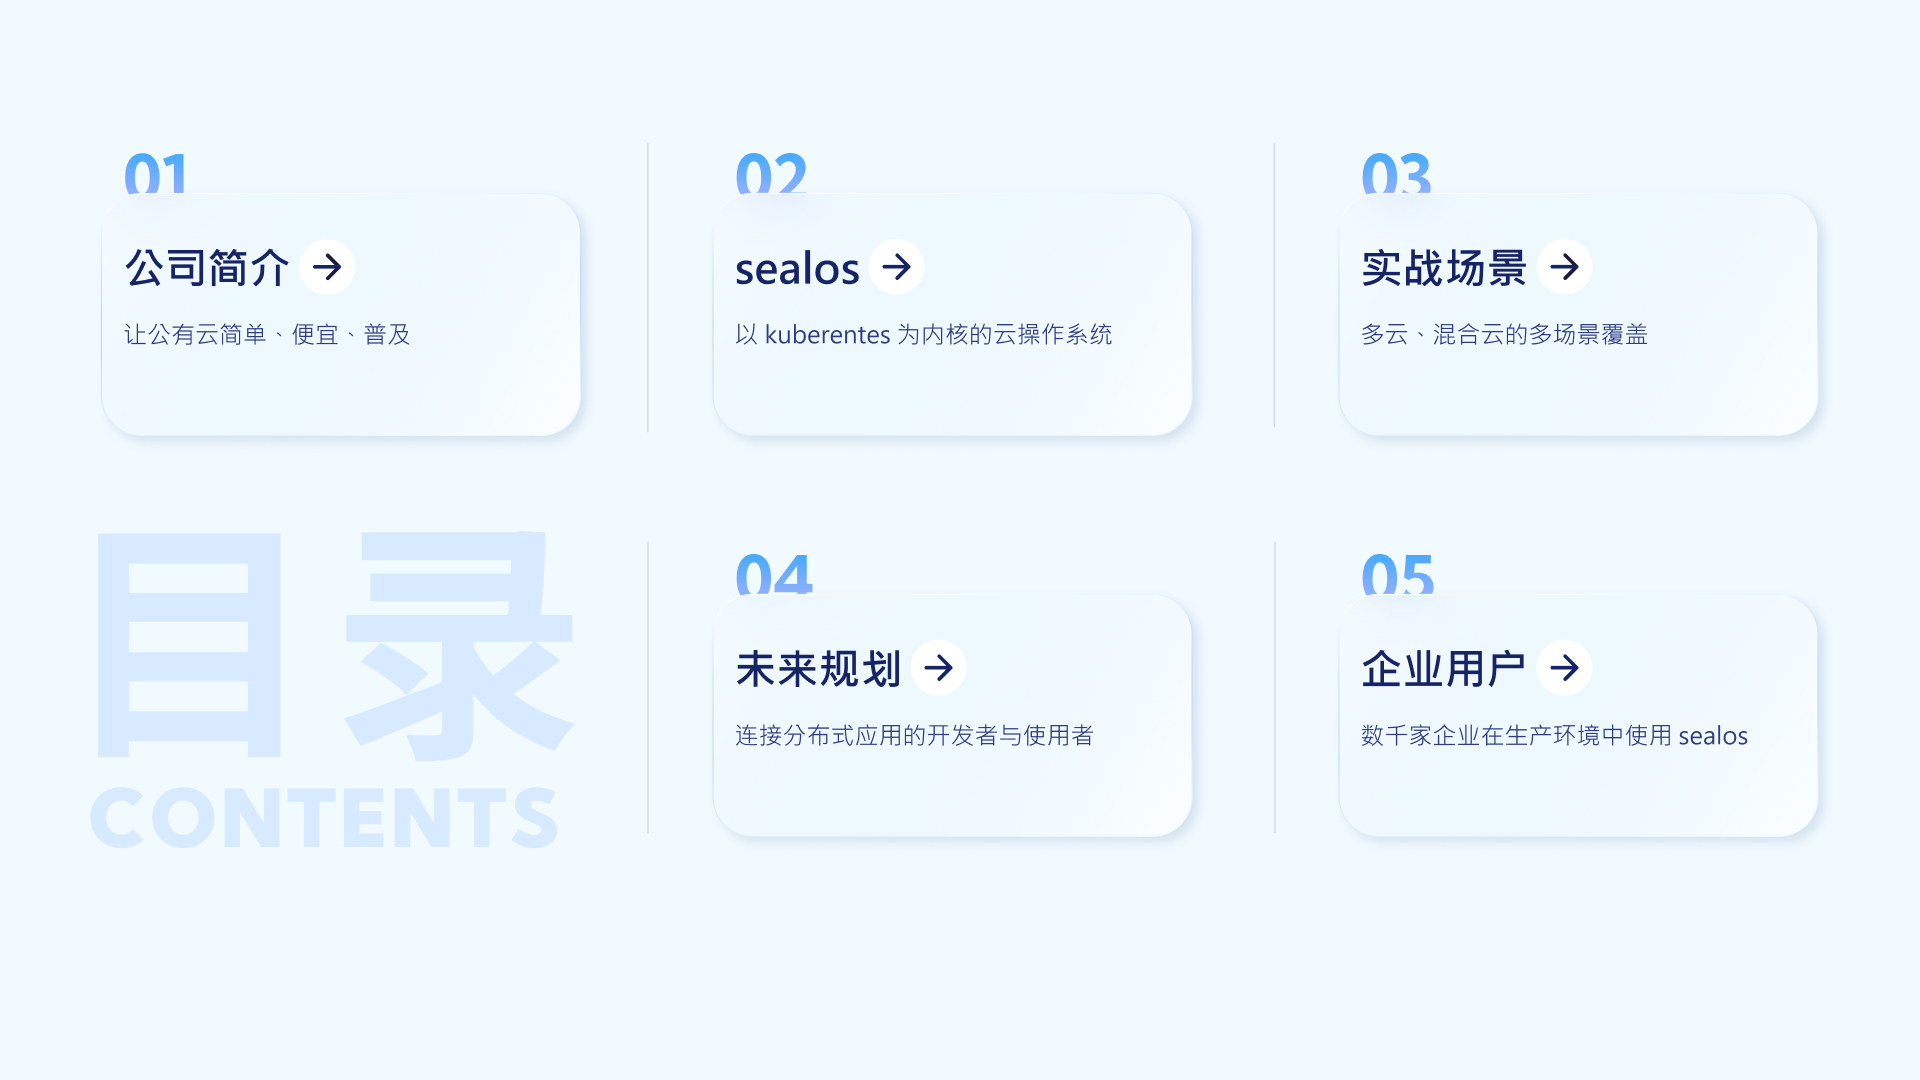 01
公司简介
让公有云简单、便宜、普及
02
sealos
以 kuberentes 为内核的云操作系统
03
实战场景
多云、混合云的多场景覆盖
目录
CONTENTS
04
未来规划
连接分布式应用的开发者与使用者
05
企业用户
数千家企业在生产环境中使用 sealos